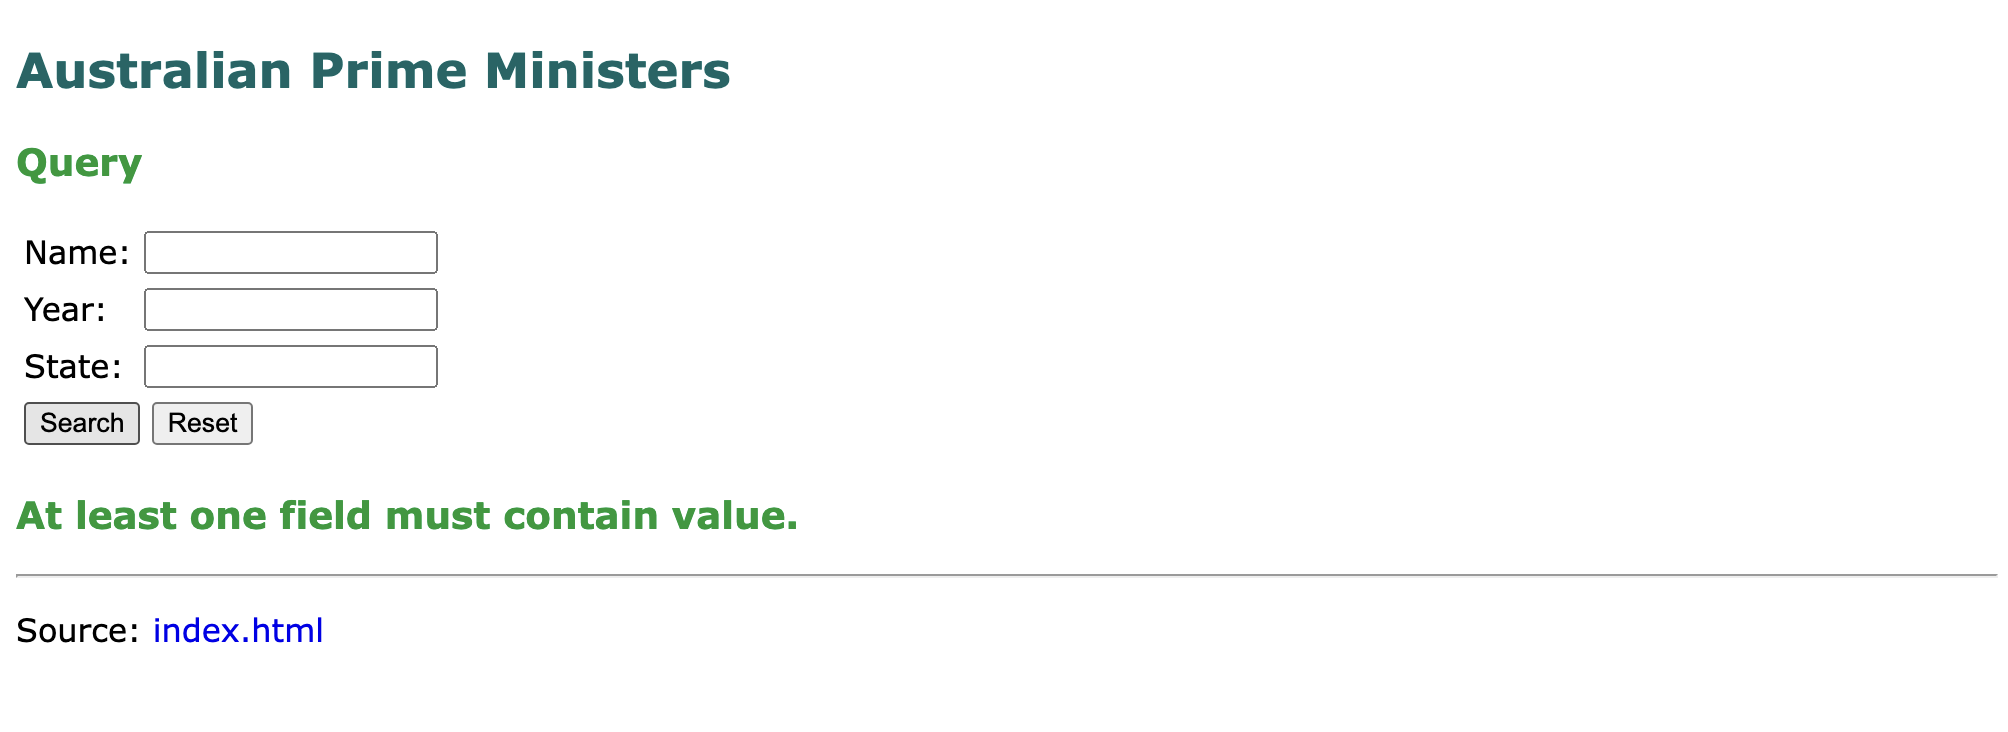 Australian Prime Ministers
Query
Name:
Year:
State:
Search Reset
At least one field must contain value.
Source: index.html